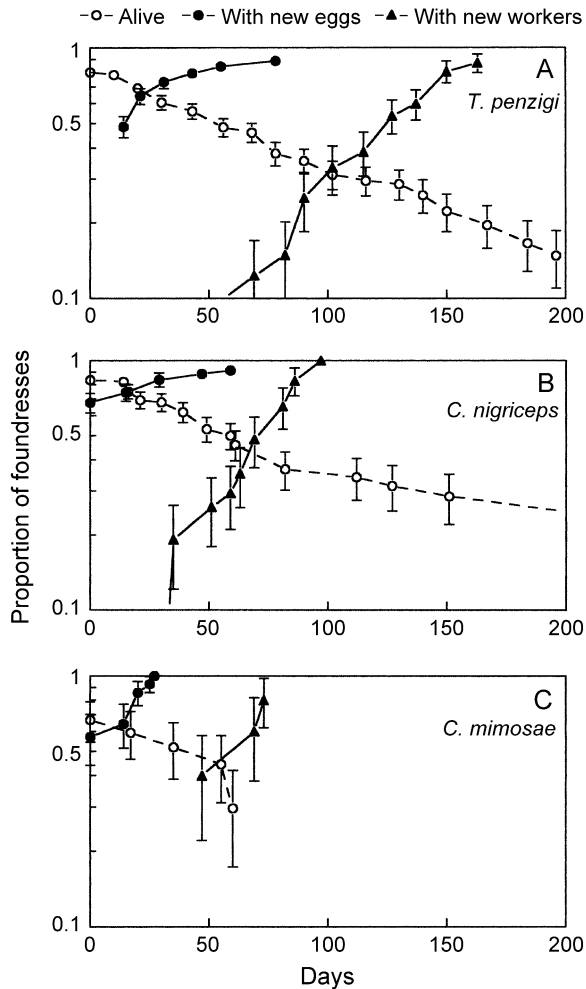 Alive With new eggs With new workers
1
0.5
0.1
A
T. penzigi
0 50 100 150 200
1
0.5
0.1
B
C. nigriceps
0 50 100 150 200
Proportion of foundresses
1
0.5
0.1
C
C. mimosae
0 50 100 150 200
Days